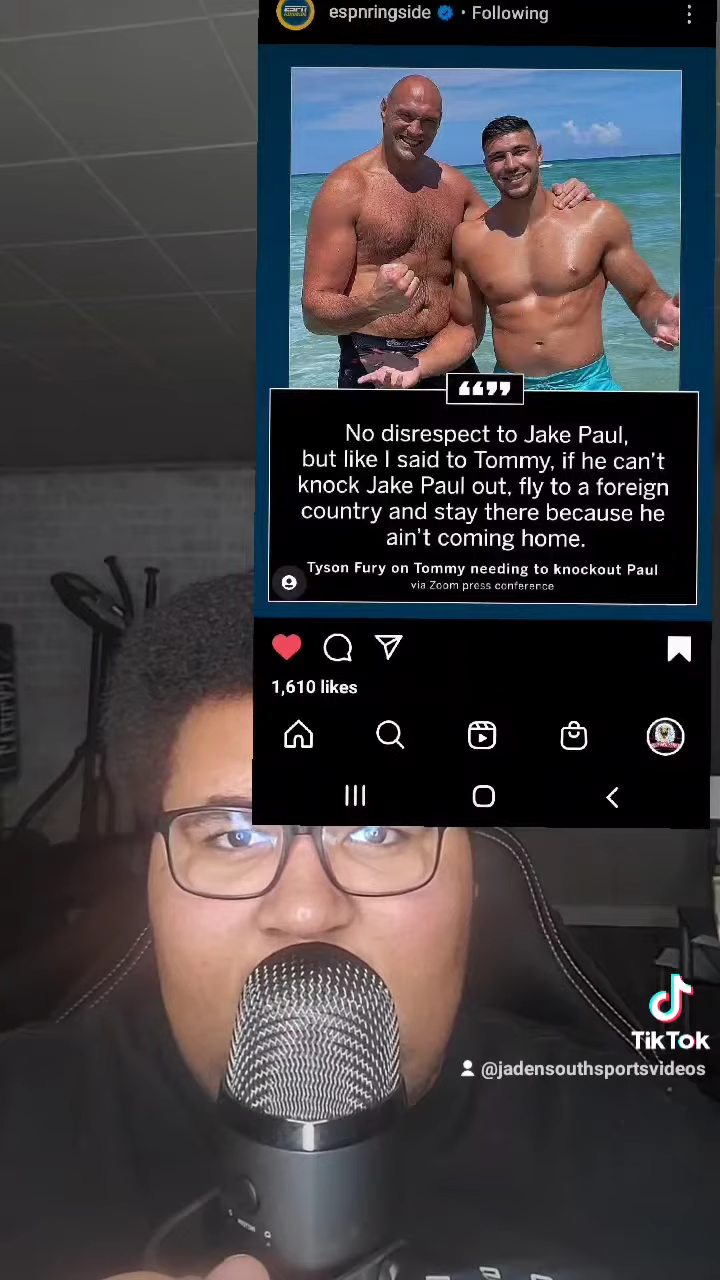 espnringside • Following
““””
No disrespect to Jake Paul,
but like I said to Tommy, if he can't
knock Jake Paul out, fly to a foreign
country and stay there because he
ain't coming home.
Tyson Fury on Tommy needing to knockout Paul
via Zoom press conference
1,610 likes
TikTok
@jadensouthsportsvideos